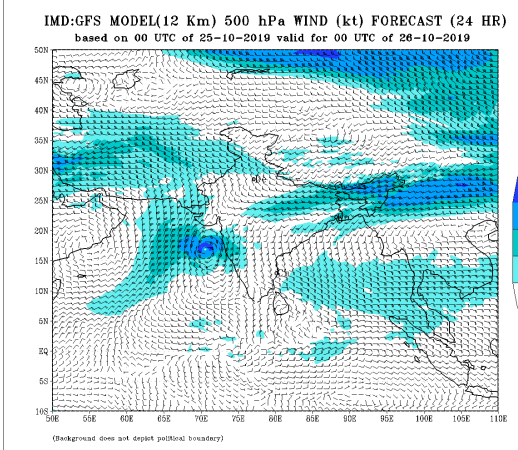 IMD:GFS MODEL(12 Km) 500 hPa WIND (kt) FORECAST (24 HR)
based on 00 UTC of 25-10-2019 valid for 00 UTC of 26-10-2019
50N
45N
40N
35N
30N
25N
20N
15N
10N
5N
EQ
5S
10S
50E 55E 60E 65E 70E 75E 80E 85E 90E 95E 100E 105E 110E
(Background does not depict political boundary)